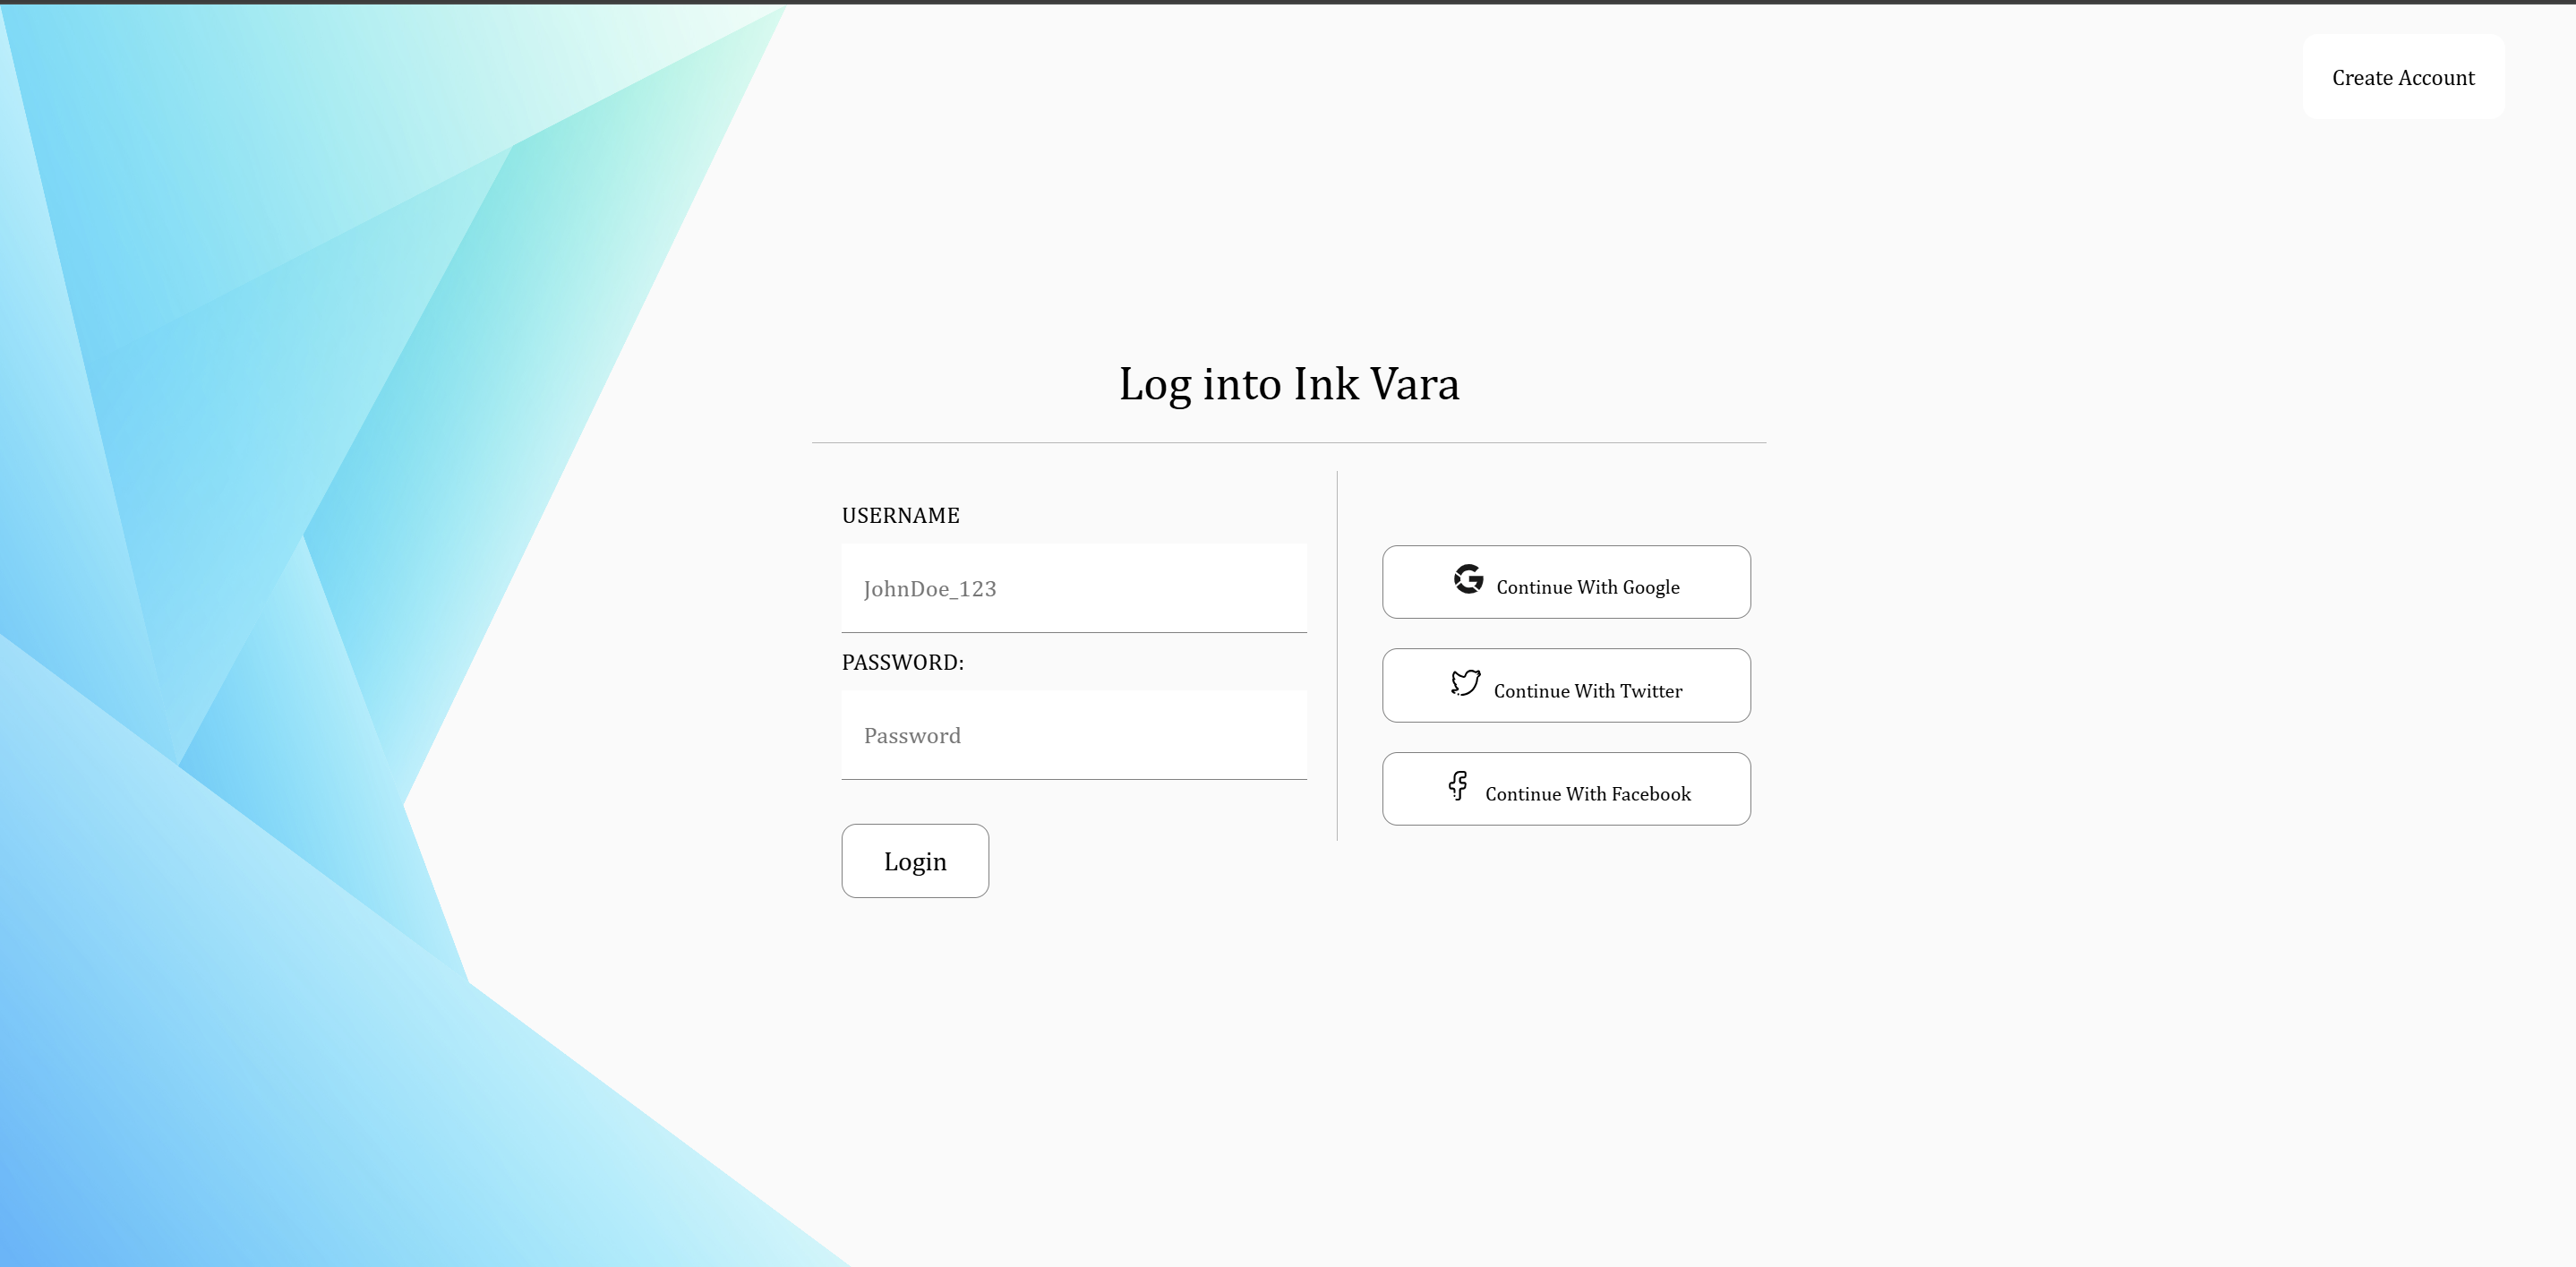 Create Account
Log into Ink Vara
USERNAME
JohnDoe_123
PASSWORD:
Password
Login
Continue With Google
Continue With Twitter
Continue With Facebook